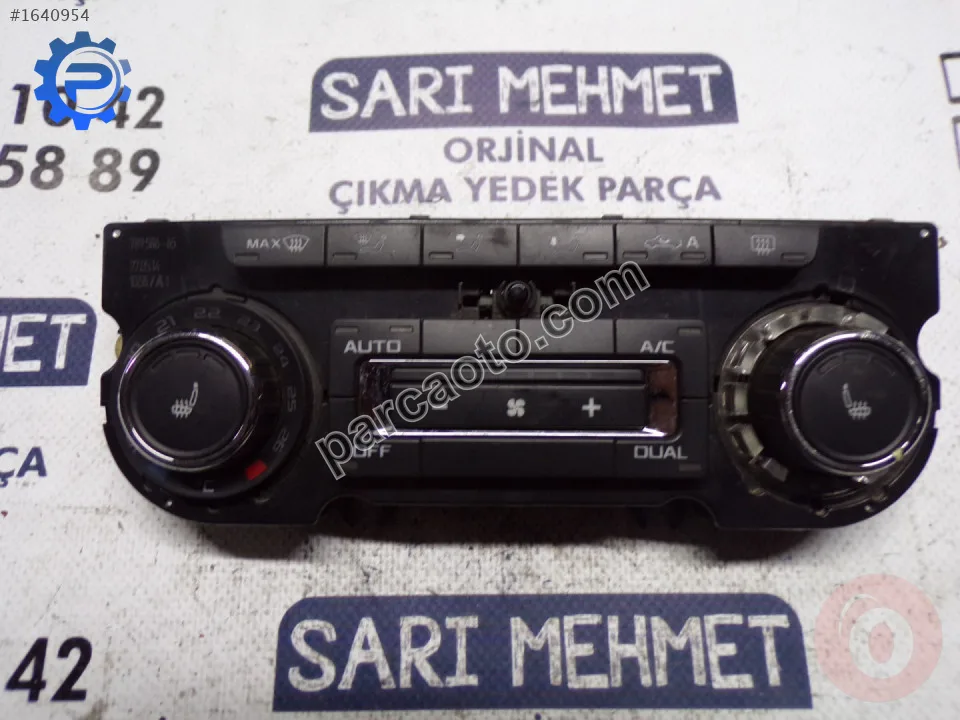 #1640954
P
10 42
58 89
SARI MEHMET
ORJİNAL
ÇIKMA YEDEK PARÇA
MAX
A
AUTO
A/C
21 22 23 24 25 26
- +
OFF
DUAL
parcaoto.com
ÇA
SARI MEHMET
42